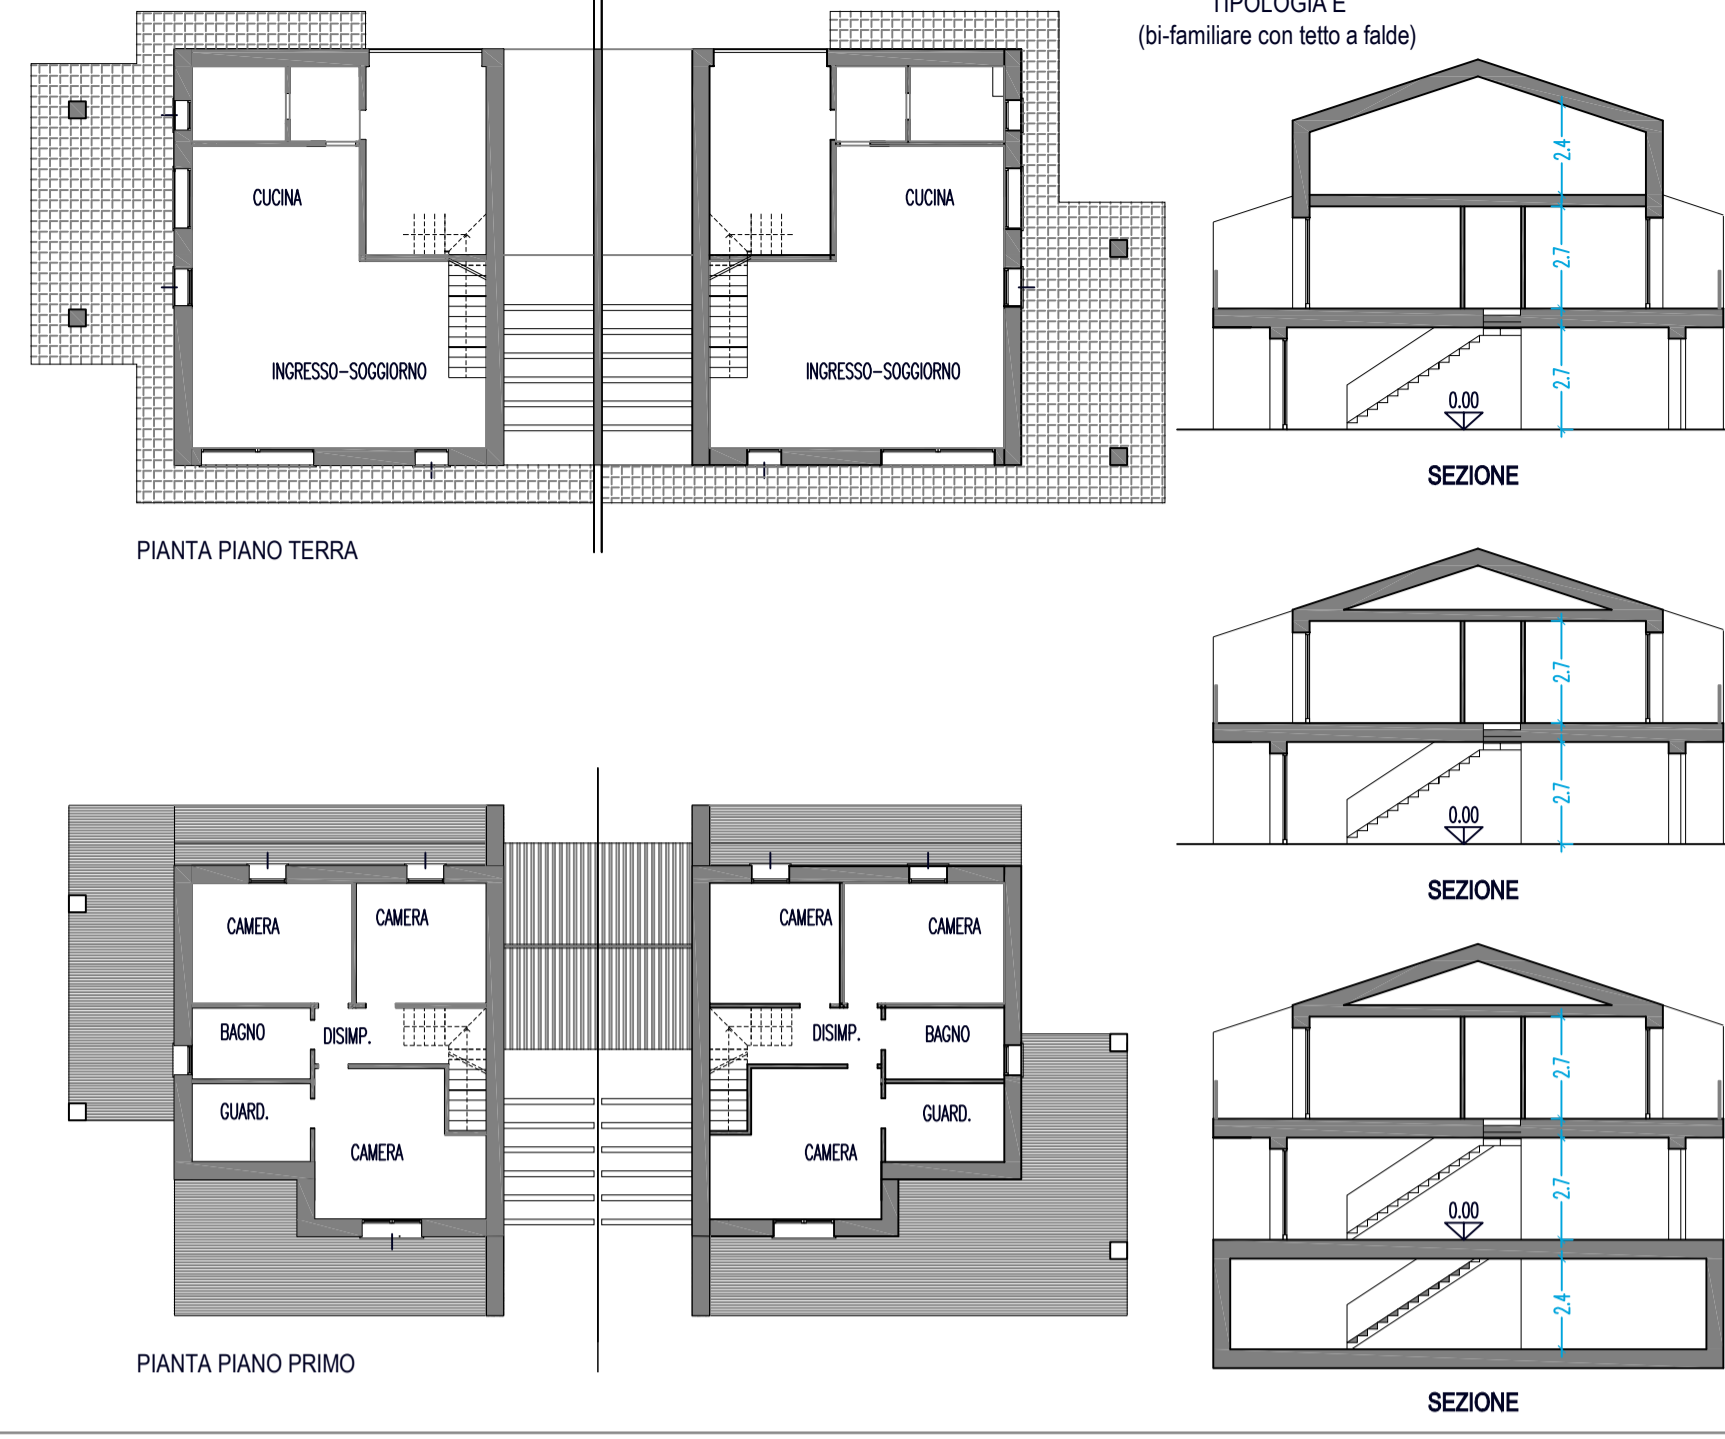 TIPOLOGIA E
(bi-familiare con tetto a falde)
CUCINA
CUCINA
INGRESSO-SOGGIORNO
INGRESSO-SOGGIORNO
PIANTA PIANO TERRA
2.4
2.7
2.7
0.00
SEZIONE
2.7
2.7
0.00
SEZIONE
CAMERA
CAMERA
CAMERA
CAMERA
BAGNO
DISIMP.
DISIMP.
BAGNO
GUARD.
GUARD.
CAMERA
CAMERA
PIANTA PIANO PRIMO
2.7
2.7
0.00
2.4
SEZIONE